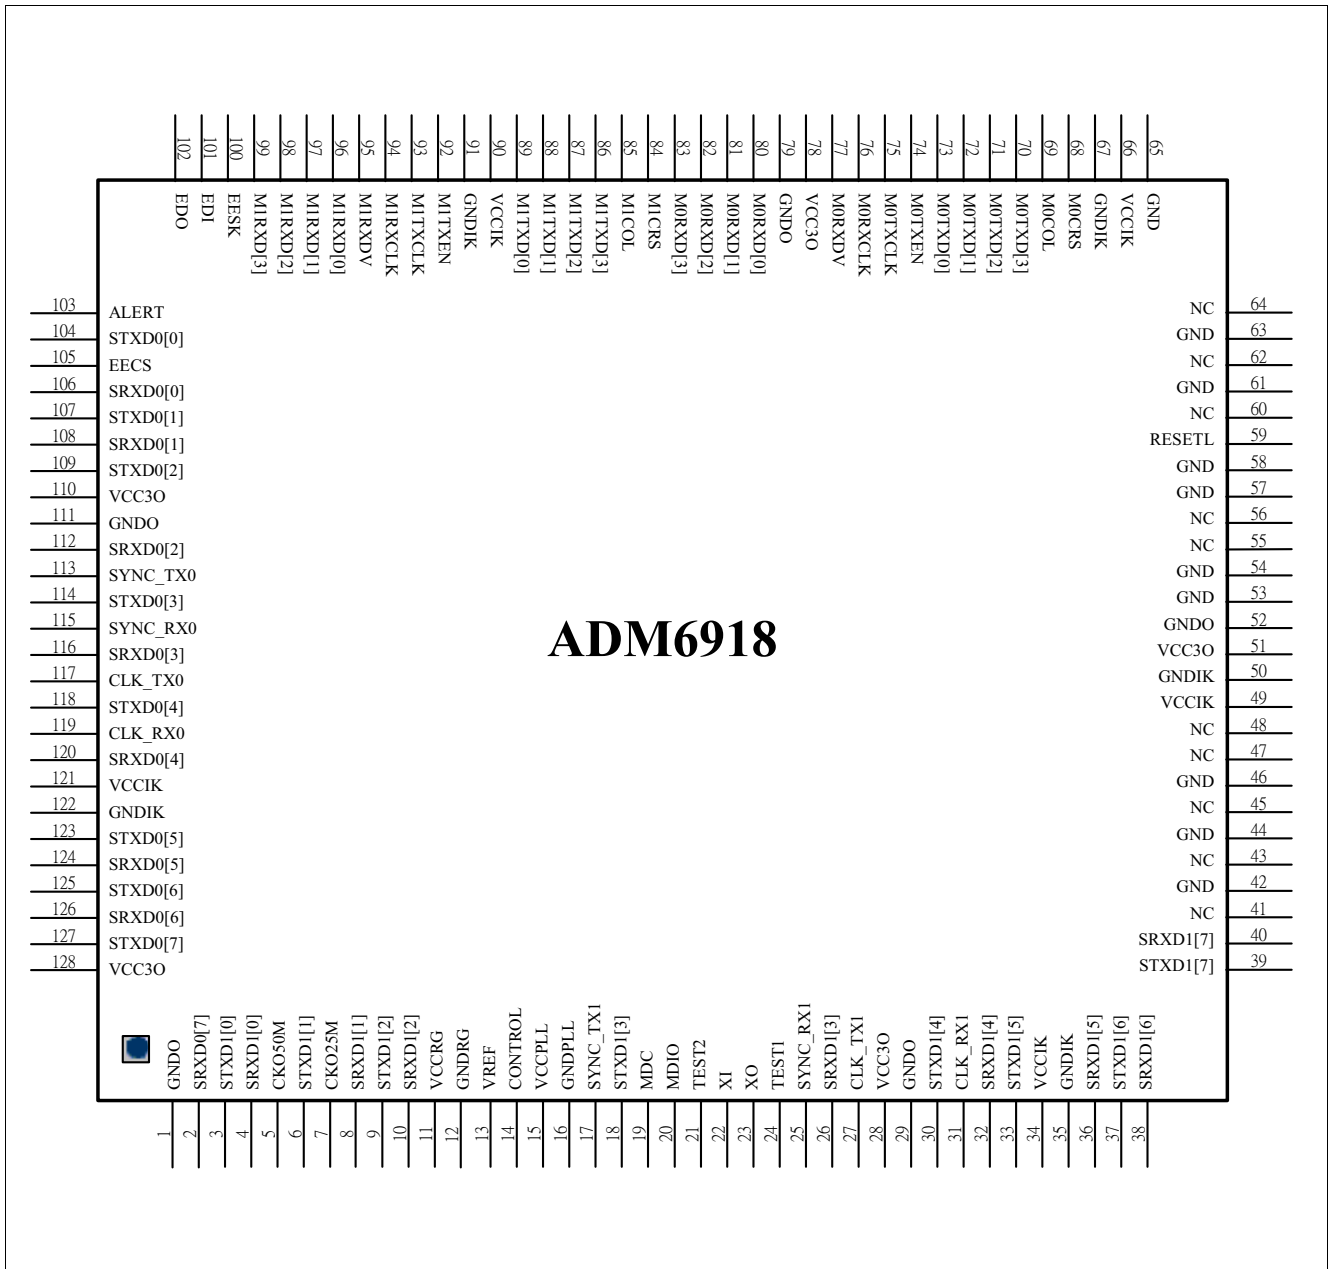 102 101 100 99 98 97 96 95 94 93 92 91 90 89 88 87 86 85 84 83 82 81 80 79 78 77 76 75 74 73 72 71 70 69 68 67 66 65
EDO EDI EESK M1RXD[3] M1RXD[2] M1RXD[1] M1RXD[0] M1RXDV M1RXCLK M1TXCLK M1TXEN GNDIK VCCIK M1TXD[0] M1TXD[1] M1TXD[2] M1TXD[3] M1COL M1CRS M0RXD[3] M0RXD[2] M0RXD[1] M0RXD[0] GNDO VCC3O M0RXDV M0RXCLK M0TXCLK M0TXEN M0TXD[0] M0TXD[1] M0TXD[2] M0TXD[3] M0COL M0CRS GNDIK VCCIK GND
103 ALERT
104 STXD0[0]
105 EECS
106 SRXD0[0]
107 STXD0[1]
108 SRXD0[1]
109 STXD0[2]
110 VCC3O
111 GNDO
112 SRXD0[2]
113 SYNC_TX0
114 STXD0[3]
115 SYNC_RX0
116 SRXD0[3]
117 CLK_TX0
118 STXD0[4]
119 CLK_RX0
120 SRXD0[4]
121 VCCIK
122 GNDIK
123 STXD0[5]
124 SRXD0[5]
125 STXD0[6]
126 SRXD0[6]
127 STXD0[7]
128 VCC3O
ADM6918
NC 64
GND 63
NC 62
GND 61
NC 60
RESETL 59
GND 58
GND 57
NC 56
NC 55
GND 54
GND 53
GNDO 52
VCC3O 51
GNDIK 50
VCCIK 49
NC 48
NC 47
GND 46
NC 45
GND 44
NC 43
GND 42
NC 41
SRXD1[7] 40
STXD1[7] 39
GNDO SRXD0[7] STXD1[0] SRXD1[0] CKO50M STXD1[1] CKO25M SRXD1[1] STXD1[2] SRXD1[2] VCCRG GNDRG VREF CONTROL VCCPLL GNDPLL SYNC_TX1 STXD1[3] MDC MDIO TEST2 XI XO TEST1 SYNC_RX1 SRXD1[3] CLK_TX1 VCC3O GNDO STXD1[4] CLK_RX1 SRXD1[4] STXD1[5] VCCIK GNDIK SRXD1[5] STXD1[6] SRXD1[6]
1 2 3 4 5 6 7 8 9 10 11 12 13 14 15 16 17 18 19 20 21 22 23 24 25 26 27 28 29 30 31 32 33 34 35 36 37 38